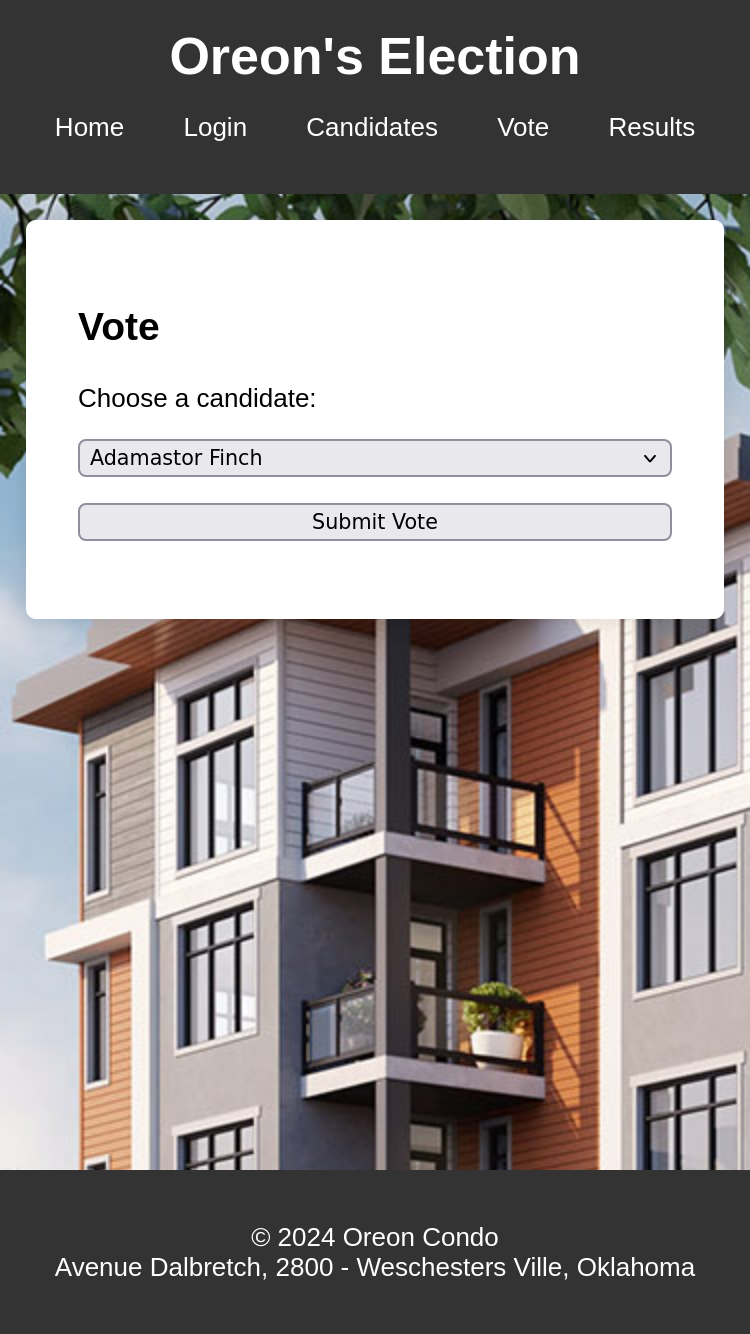 Oreon's Election
Home Login Candidates Vote Results
Vote
Choose a candidate:
Adamastor Finch
Submit Vote
© 2024 Oreon Condo
Avenue Dalbretch, 2800 - Weschesters Ville, Oklahoma